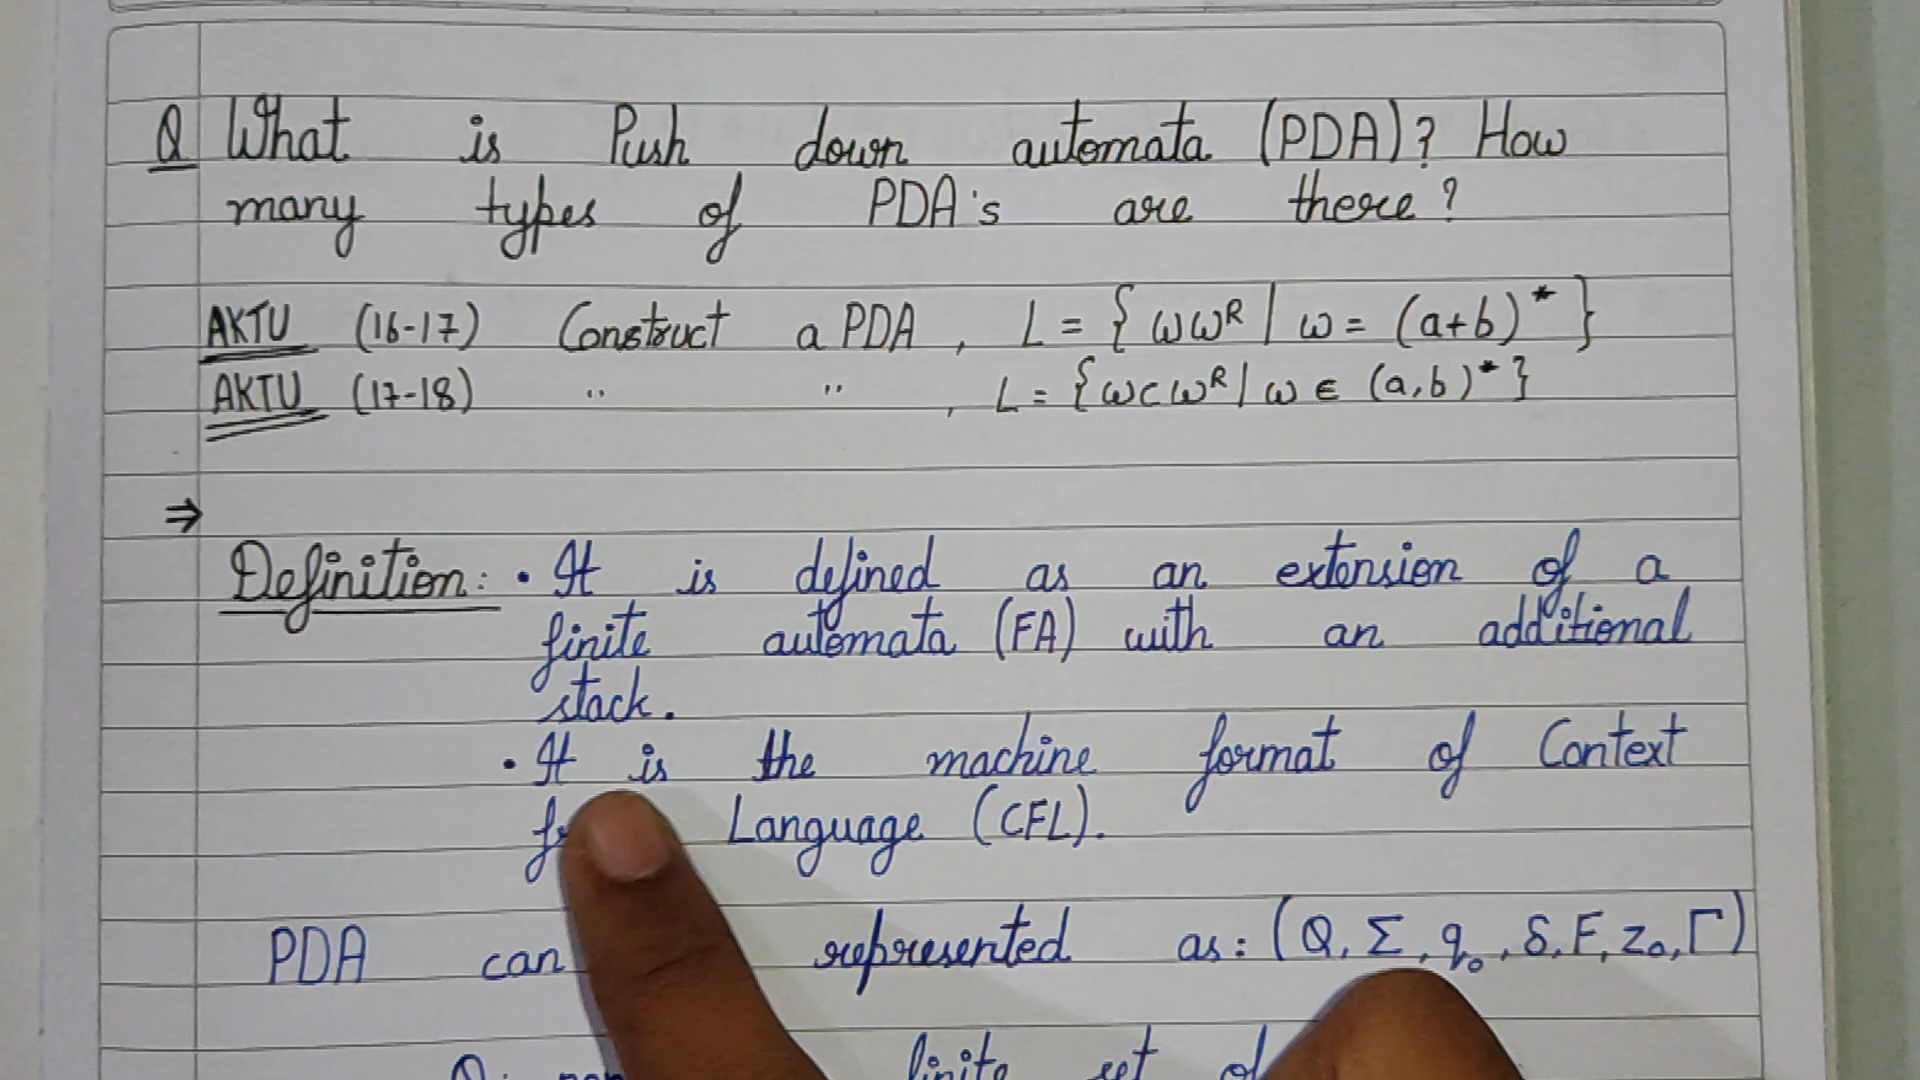 Q What is Push down automata (PDA)? How
many types of PDA's are there?
AKTU (16-17) Construct a PDA, L = { ωω^R | ω = (a+b)* }
AKTU (17-18) " " , L = {ωcω^R | ω ∈ (a,b)*}
⇒
Definition: • It is defined as an extension of a
finite automata (FA) with an additional
stack.
• It is the machine format of Context
Language (CFL).
PDA can represented as: (Q, Σ, q₀, δ, F, z₀, Γ)
finite set of